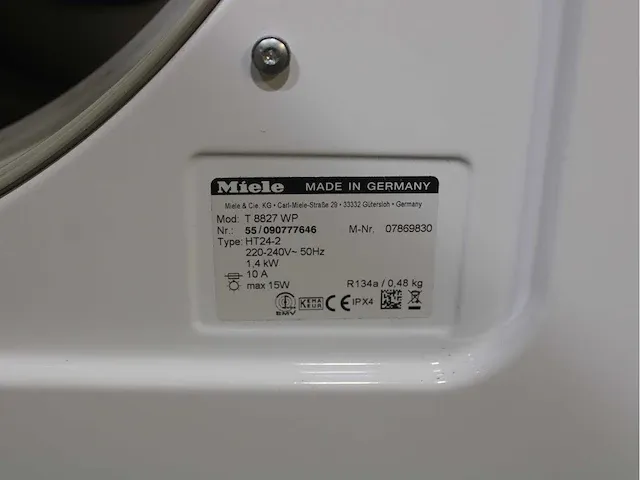 Miele MADE IN GERMANY
Miele & Cie. KG • Carl-Miele-Straße 29 • 33332 Gütersloh • Germany
Mod: T 8827 WP
Nr.: 55/090777646 M-Nr. 07869830
Type: HT24-2
220-240V~ 50Hz
1,4 kW
10 A
max 15W R134a / 0,48 kg
EMV KEMA KEUR CE IPX4